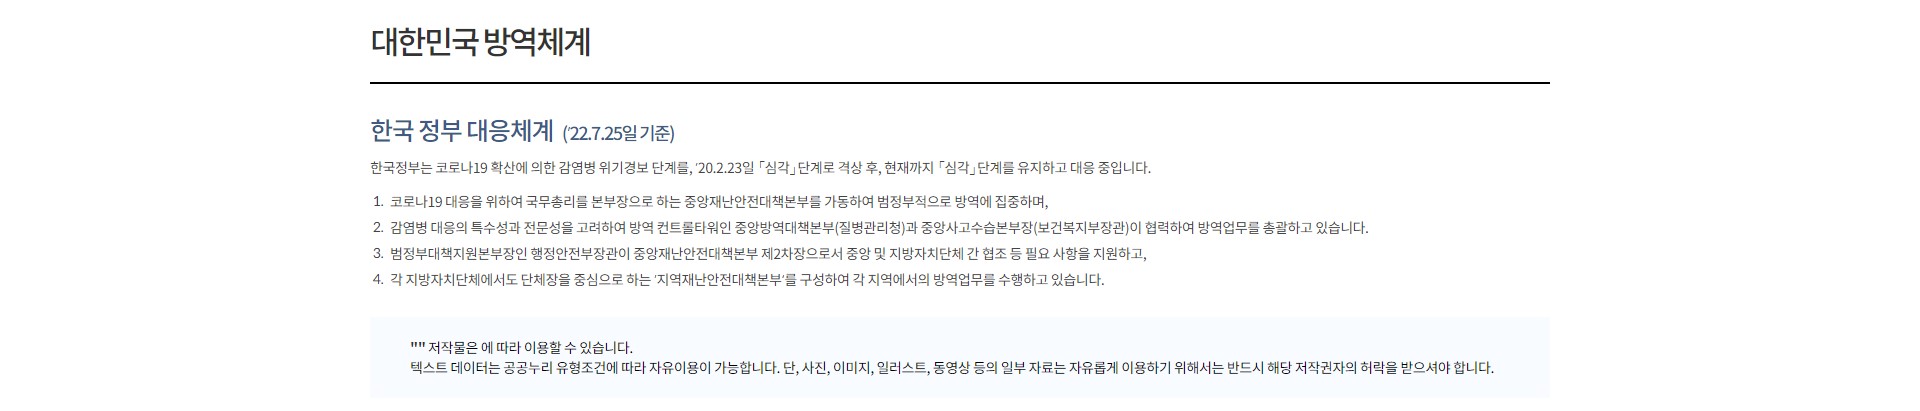 대한민국 방역체계
한국 정부 대응체계 ('22.7.25일 기준)
한국정부는 코로나19 확산에 의한 감염병 위기경보 단계를, '20.2.23일 「심각」단계로 격상 후, 현재까지 「심각」단계를 유지하고 대응 중입니다.
1. 코로나19 대응을 위하여 국무총리를 본부장으로 하는 중앙재난안전대책본부를 가동하여 범정부적으로 방역에 집중하며,
2. 감염병 대응의 특수성과 전문성을 고려하여 방역 컨트롤타워인 중앙방역대책본부(질병관리청)과 중앙사고수습본부장(보건복지부장관)이 협력하여 방역업무를 총괄하고 있습니다.
3. 범정부대책지원본부장인 행정안전부장관이 중앙재난안전대책본부 제2차장으로서 중앙 및 지방자치단체 간 협조 등 필요 사항을 지원하고,
4. 각 지방자치단체에서도 단체장을 중심으로 하는 '지역재난안전대책본부'를 구성하여 각 지역에서의 방역업무를 수행하고 있습니다.
"" 저작물은 에 따라 이용할 수 있습니다.
텍스트 데이터는 공공누리 유형조건에 따라 자유이용이 가능합니다. 단, 사진, 이미지, 일러스트, 동영상 등의 일부 자료는 자유롭게 이용하기 위해서는 반드시 해당 저작권자의 허락을 받으셔야 합니다.